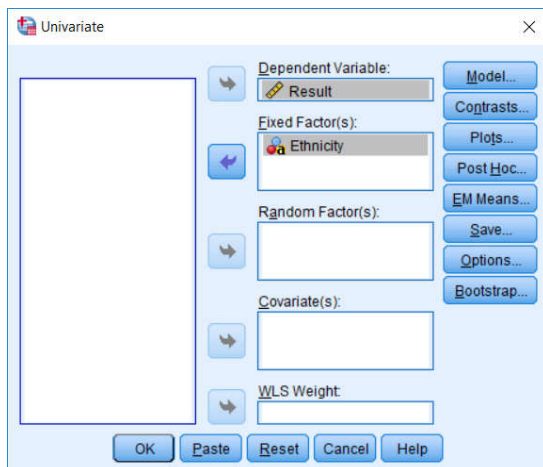 Univariate
Dependent Variable:
Result
Fixed Factor(s):
a Ethnicity
Random Factor(s):
Covariate(s):
WLS Weight:
Model...
Contrasts...
Plots...
Post Hoc...
EM Means...
Save...
Options...
Bootstrap...
OK Paste Reset Cancel Help